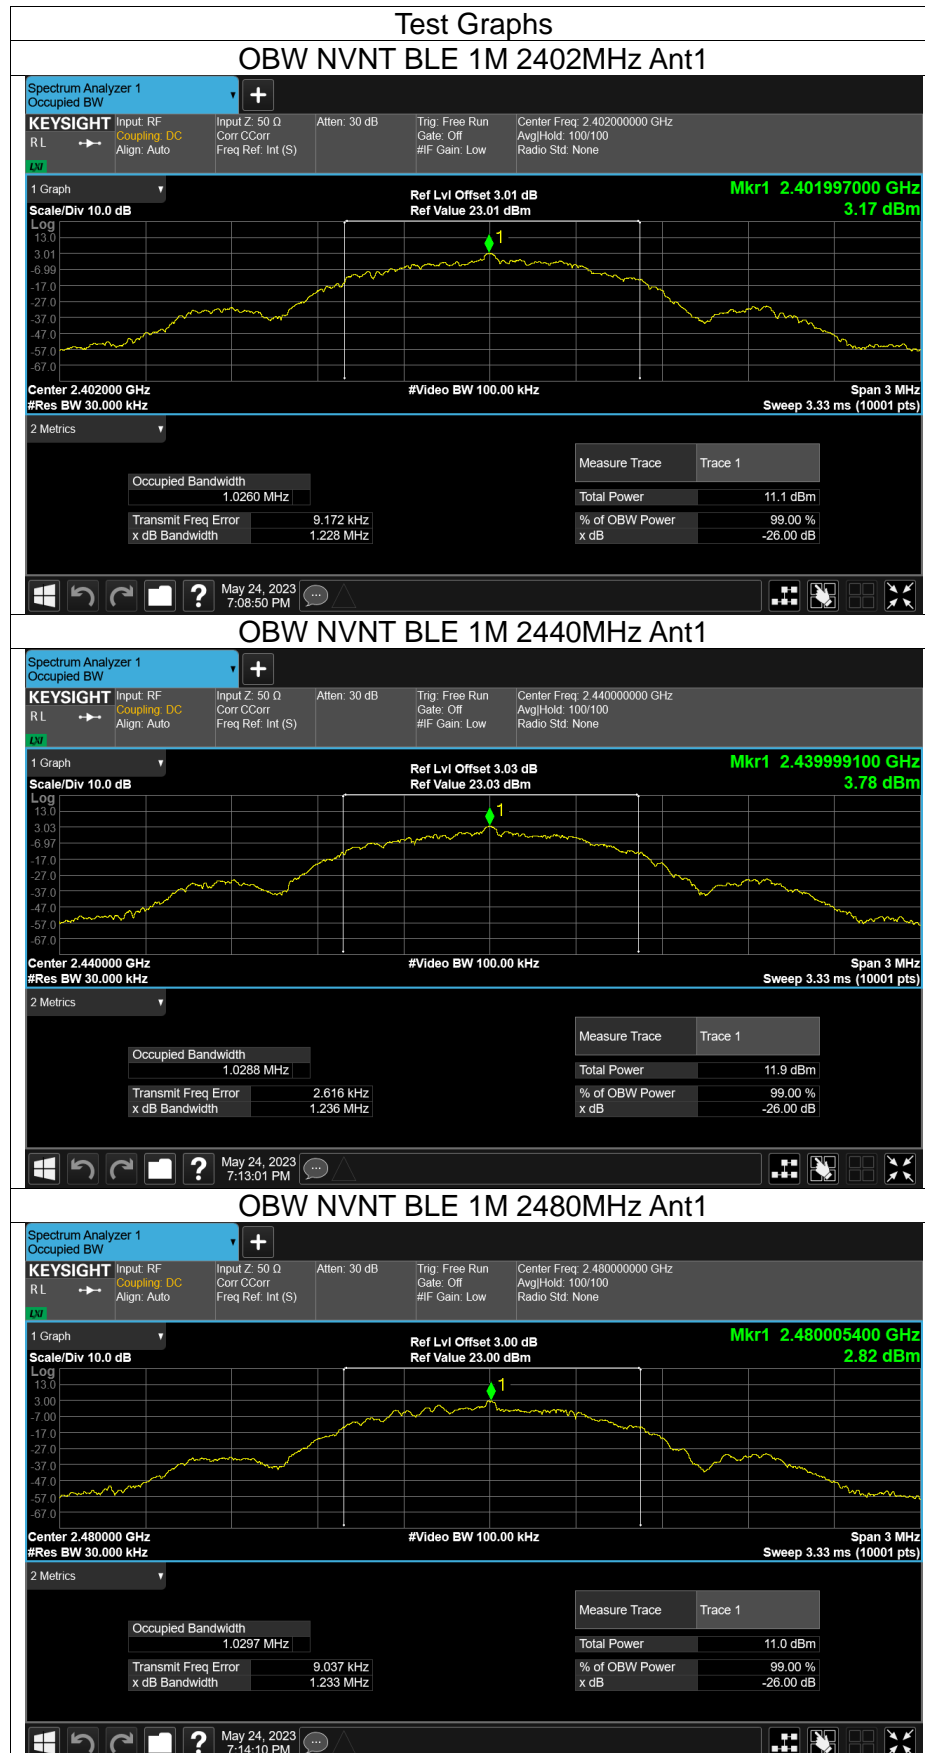 Test Graphs
OBW NVNT BLE 1M 2402MHz Ant1
Spectrum Analyzer 1
Occupied BW
KEYSIGHT Input: RF Input Z: 50 Ω Atten: 30 dB Trig: Free Run Center Freq: 2.402000000 GHz
RL Coupling: DC Corr CCorr Gate: Off Avg|Hold: 100/100
Align: Auto Freq Ref: Int (S) #IF Gain: Low Radio Std: None
LXI
1 Graph Ref Lvl Offset 3.01 dB Mkr1 2.401997000 GHz
Scale/Div 10.0 dB Ref Value 23.01 dBm 3.17 dBm
Log
13.0
1
3.01
-6.99
-17.0
-27.0
-37.0
-47.0
-57.0
-67.0
Center 2.402000 GHz #Video BW 100.00 kHz Span 3 MHz
#Res BW 30.000 kHz Sweep 3.33 ms (10001 pts)
2 Metrics
Measure Trace Trace 1
Occupied Bandwidth
1.0260 MHz Total Power 11.1 dBm
Transmit Freq Error 9.172 kHz % of OBW Power 99.00 %
x dB Bandwidth 1.228 MHz x dB -26.00 dB
? May 24, 2023
7:08:50 PM
OBW NVNT BLE 1M 2440MHz Ant1
Spectrum Analyzer 1
Occupied BW
KEYSIGHT Input: RF Input Z: 50 Ω Atten: 30 dB Trig: Free Run Center Freq: 2.440000000 GHz
RL Coupling: DC Corr CCorr Gate: Off Avg|Hold: 100/100
Align: Auto Freq Ref: Int (S) #IF Gain: Low Radio Std: None
LXI
1 Graph Ref Lvl Offset 3.03 dB Mkr1 2.439999100 GHz
Scale/Div 10.0 dB Ref Value 23.03 dBm 3.78 dBm
Log
13.0
1
3.03
-6.97
-17.0
-27.0
-37.0
-47.0
-57.0
-67.0
Center 2.440000 GHz #Video BW 100.00 kHz Span 3 MHz
#Res BW 30.000 kHz Sweep 3.33 ms (10001 pts)
2 Metrics
Measure Trace Trace 1
Occupied Bandwidth
1.0288 MHz Total Power 11.9 dBm
Transmit Freq Error 2.616 kHz % of OBW Power 99.00 %
x dB Bandwidth 1.236 MHz x dB -26.00 dB
? May 24, 2023
7:13:01 PM
OBW NVNT BLE 1M 2480MHz Ant1
Spectrum Analyzer 1
Occupied BW
KEYSIGHT Input: RF Input Z: 50 Ω Atten: 30 dB Trig: Free Run Center Freq: 2.480000000 GHz
RL Coupling: DC Corr CCorr Gate: Off Avg|Hold: 100/100
Align: Auto Freq Ref: Int (S) #IF Gain: Low Radio Std: None
LXI
1 Graph Ref Lvl Offset 3.00 dB Mkr1 2.480005400 GHz
Scale/Div 10.0 dB Ref Value 23.00 dBm 2.82 dBm
Log
13.0
1
3.00
-7.00
-17.0
-27.0
-37.0
-47.0
-57.0
-67.0
Center 2.480000 GHz #Video BW 100.00 kHz Span 3 MHz
#Res BW 30.000 kHz Sweep 3.33 ms (10001 pts)
2 Metrics
Measure Trace Trace 1
Occupied Bandwidth
1.0297 MHz Total Power 11.0 dBm
Transmit Freq Error 9.037 kHz % of OBW Power 99.00 %
x dB Bandwidth 1.233 MHz x dB -26.00 dB
? May 24, 2023
7:14:10 PM